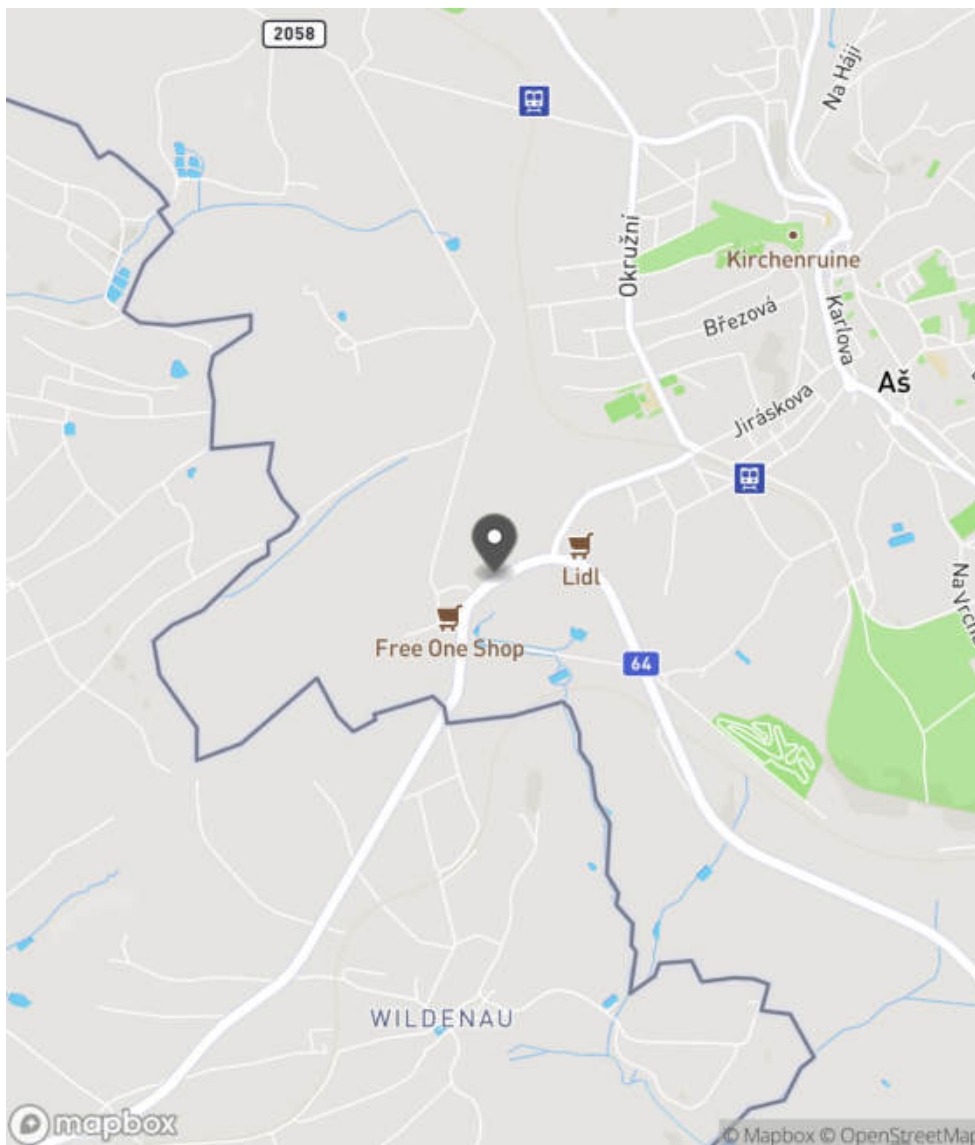 2058
Na Háji
Kirchenruine
Okružní
Březová
Karlova
Aš
Jiráskova
Lidl
Free One Shop
64
WILDENAU
mapbox
© Mapbox © OpenStreetMap